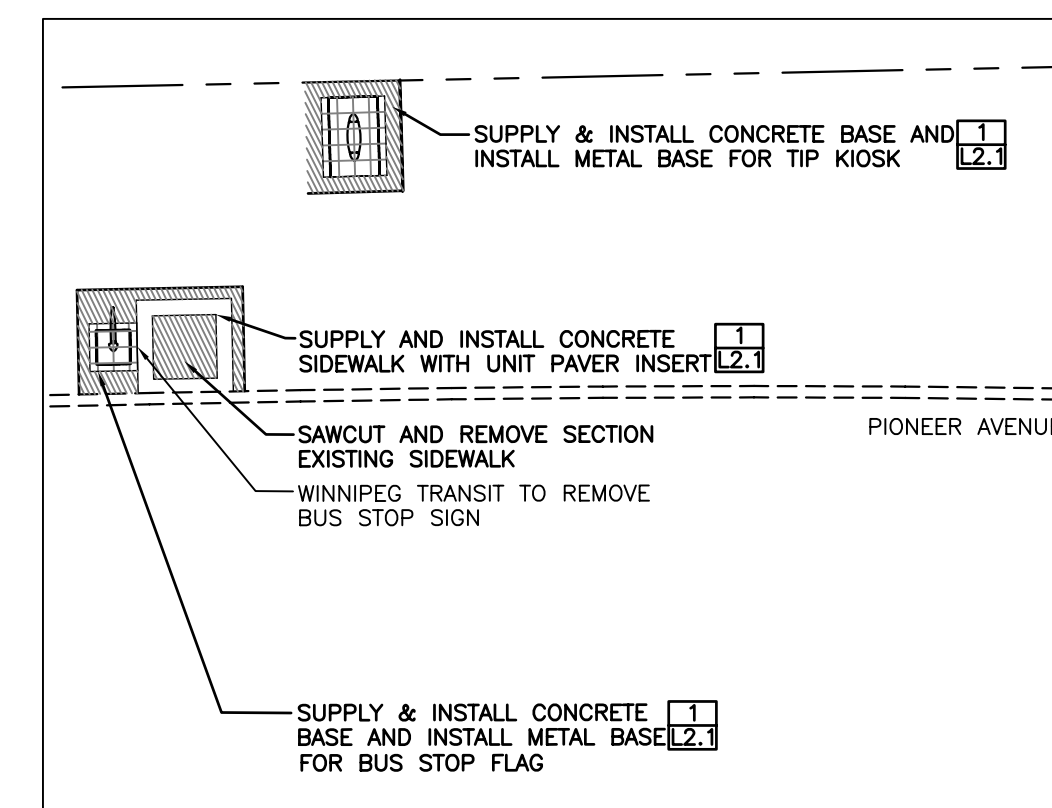 SUPPLY & INSTALL CONCRETE BASE AND 1
INSTALL METAL BASE FOR TIP KIOSK L2.1
SUPPLY AND INSTALL CONCRETE 1
SIDEWALK WITH UNIT PAVER INSERT L2.1
PIONEER AVENU
SAWCUT AND REMOVE SECTION
EXISTING SIDEWALK
WINNIPEG TRANSIT TO REMOVE
BUS STOP SIGN
SUPPLY & INSTALL CONCRETE 1
BASE AND INSTALL METAL BASE L2.1
FOR BUS STOP FLAG